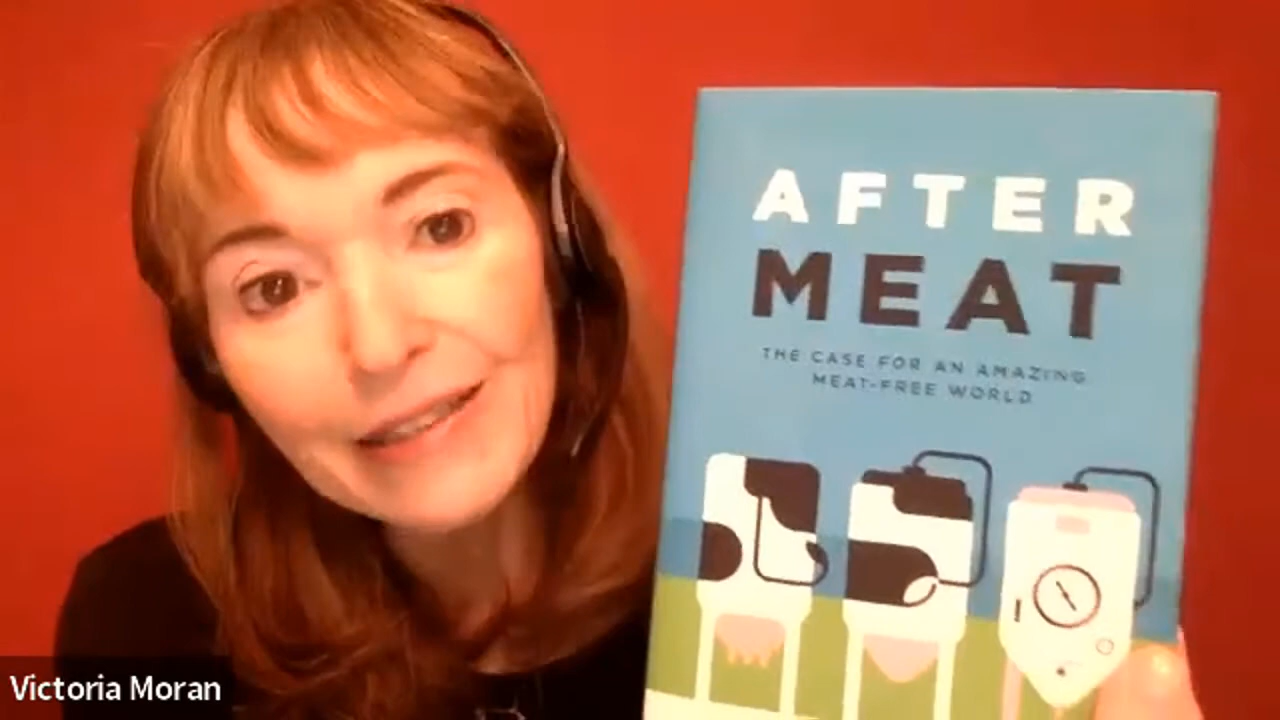 AFTER
MEAT
THE CASE FOR AN AMAZING
MEAT-FREE WORLD
Victoria Moran